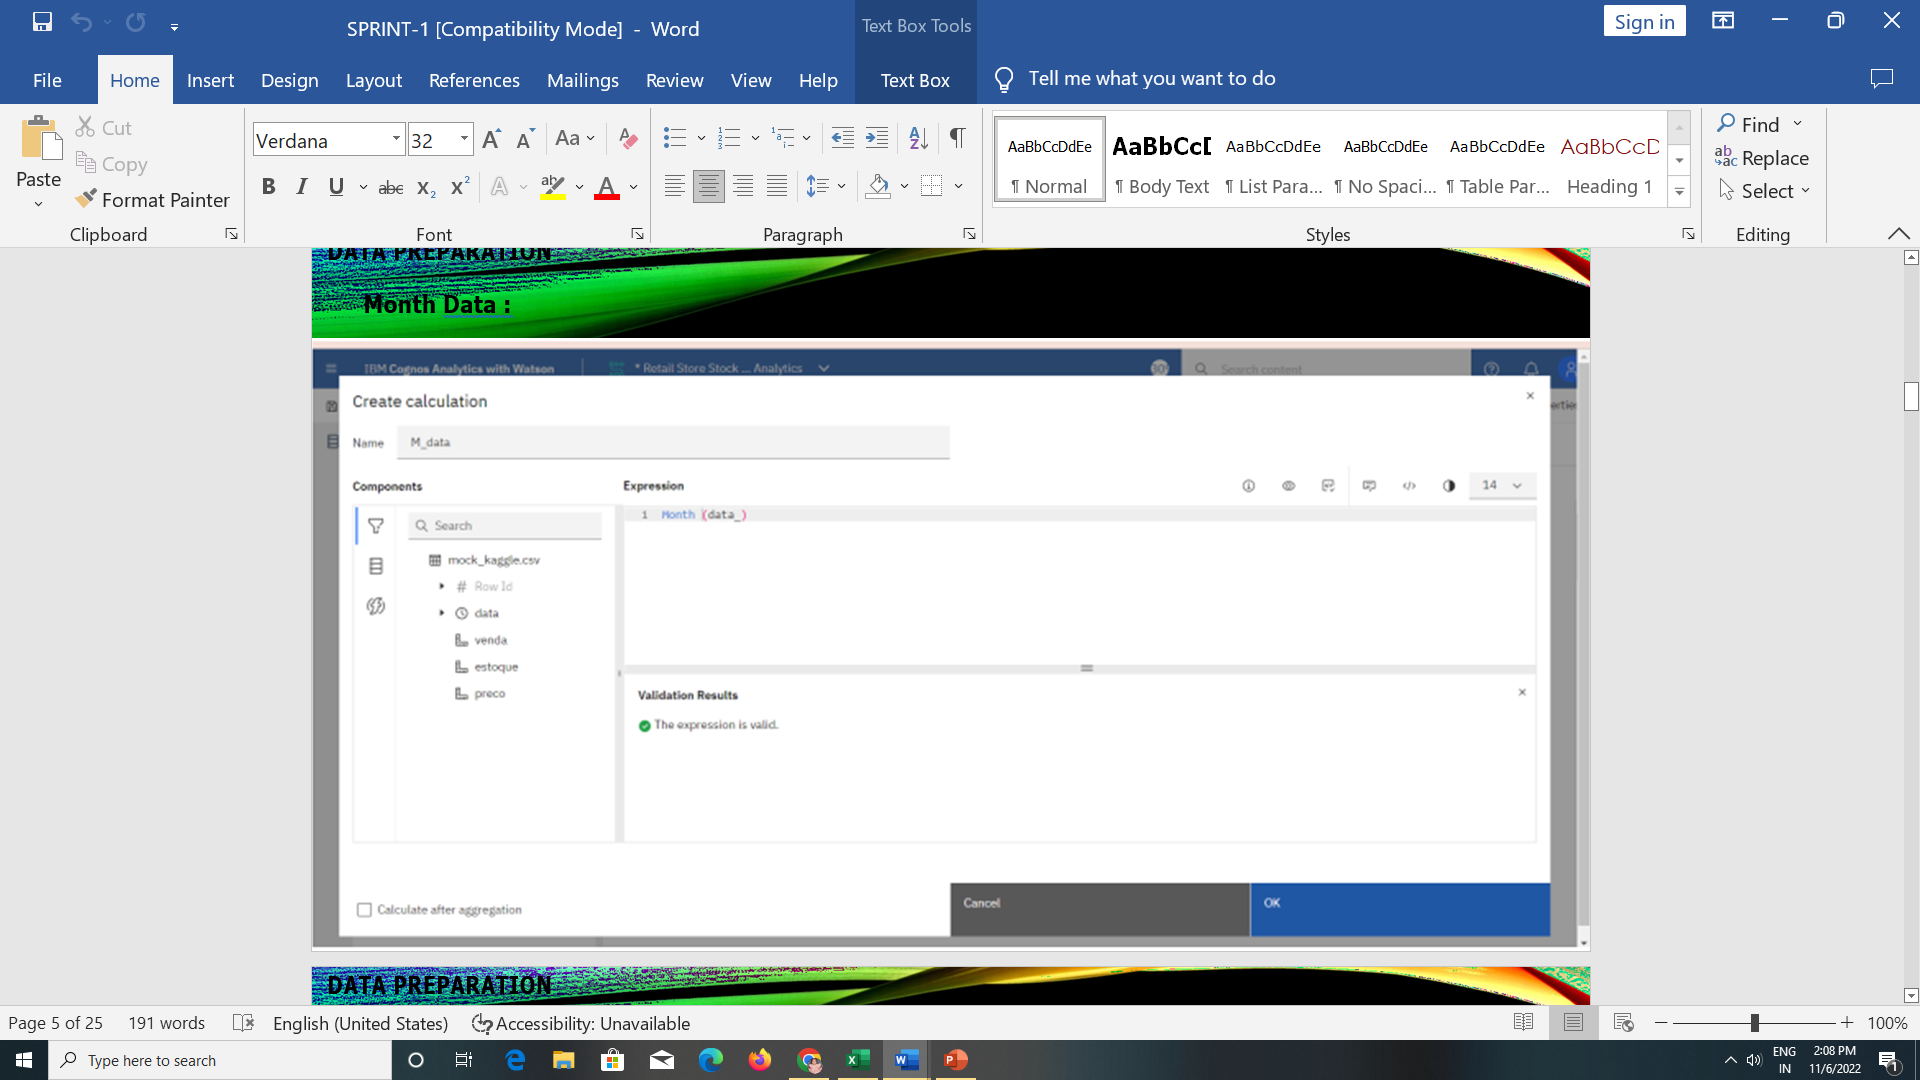 SPRINT-1 [Compatibility Mode] - Word
Text Box Tools
Sign in
File Home Insert Design Layout References Mailings Review View Help Text Box Tell me what you want to do
Paste
Cut
Copy
Format Painter
Clipboard
Verdana 32
Aa
B I U abc X2 X2 A ab A
Font
Paragraph
AaBbCcDdEe AaBbCcI AaBbCcDdEe AaBbCcDdEe AaBbCcDdEe AaBbCcD
¶ Normal ¶ Body Text ¶ List Para... ¶ No Spaci... ¶ Table Par... Heading 1
Styles
Find
Replace
Select
Editing
DATA PREPARATION
Month Data :
IBM Cognos Analytics with Watson * Retail Store Stock ... Analytics Search content
Create calculation
Name M_data
Components Expression
14
Search
1 Month (data_)
mock_kaggle.csv
# Row Id
data
venda
estoque
preco
Validation Results
The expression is valid.
Calculate after aggregation
Cancel OK
DATA PREPARATION
Page 5 of 25 191 words English (United States) Accessibility: Unavailable 100%
Type here to search
ENG
IN
2:08 PM
11/6/2022
1